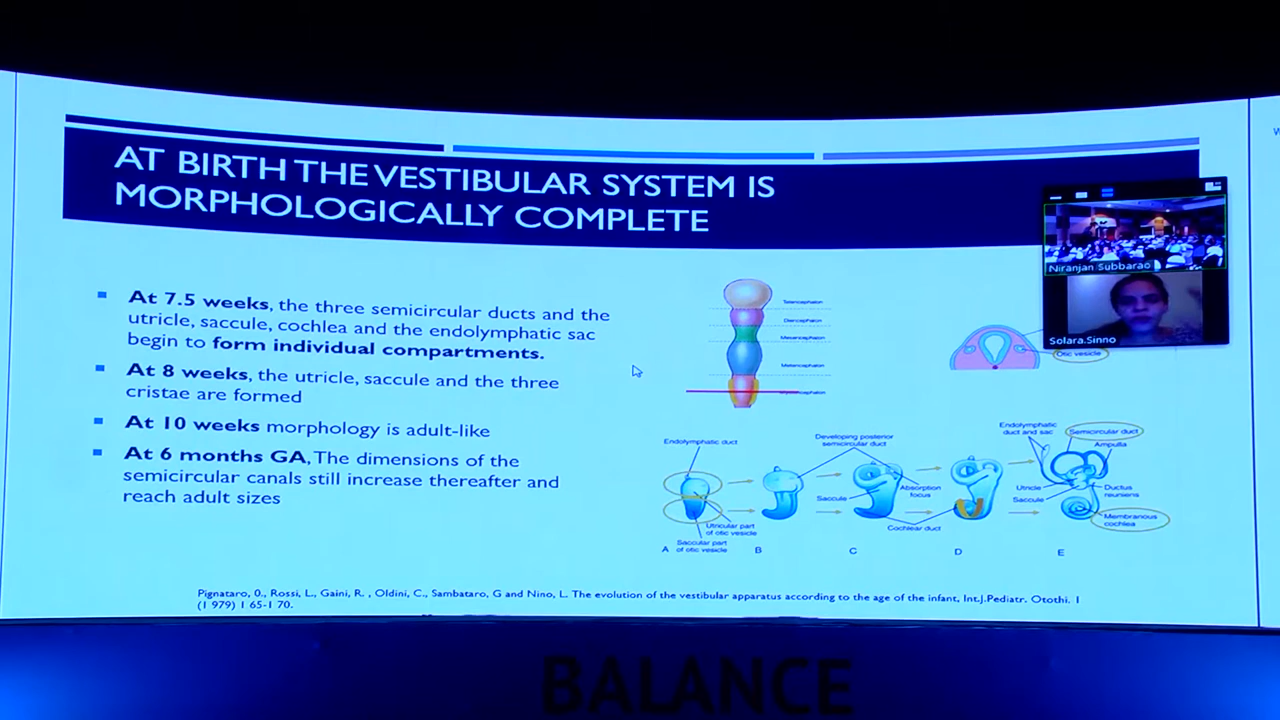 AT BIRTH THE VESTIBULAR SYSTEM IS
MORPHOLOGICALLY COMPLETE
Niranjan Subbarao
Solara.Sinno
At 7.5 weeks, the three semicircular ducts and the
utricle, saccule, cochlea and the endolymphatic sac
begin to form individual compartments.
At 8 weeks, the utricle, saccule and the three
cristae are formed
At 10 weeks morphology is adult-like
At 6 months GA, The dimensions of the
semicircular canals still increase thereafter and
reach adult sizes
Telencephalon
Diencephalon
Mesencephalon
Metencephalon
Otic vesicle
Endolymphatic duct
Developing posterior
semicircular duct
Endolymphatic
duct and sac
Semicircular duct
Ampulla
Saccule
Absorption
focus
Utricle
Saccule
Ductus
reuniens
Utricular part
of otic vesicle
Cochlear duct
Membranous
cochlea
Saccular part
of otic vesicle
A B C D E
Pignataro, 0., Rossi, L., Gaini, R. , Oldini, C., Sambataro, G and Nino, L. The evolution of the vestibular apparatus according to the age of the infant, Int.J.Pediatr. Otothi. 1
(1 979) 1 65-1 70.
BALANCE